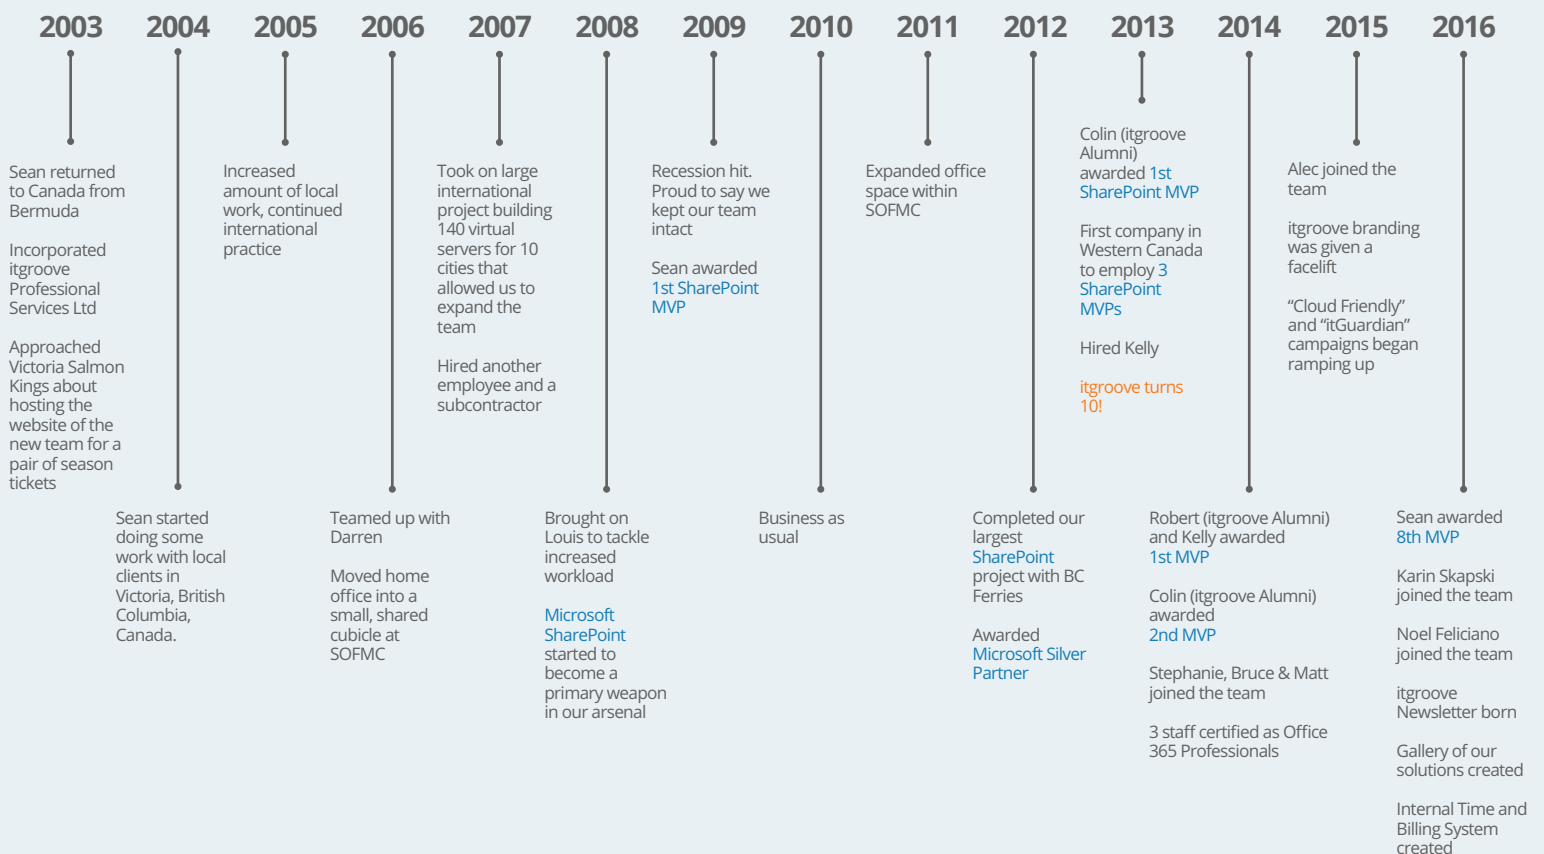 2003 2004 2005 2006 2007 2008 2009 2010 2011 2012 2013 2014 2015 2016
Sean returned
to Canada from
Bermuda
Incorporated
itgroove
Professional
Services Ltd
Approached
Victoria Salmon
Kings about
hosting the
website of the
new team for a
pair of season
tickets
Sean started
doing some
work with local
clients in
Victoria, British
Columbia,
Canada.
Increased
amount of local
work, continued
international
practice
Teamed up with
Darren
Moved home
office into a
small, shared
cubicle at
SOFMC
Took on large
international
project building
140 virtual
servers for 10
cities that
allowed us to
expand the
team
Hired another
employee and a
subcontractor
Brought on
Louis to tackle
increased
workload
Microsoft
SharePoint
started to
become a
primary weapon
in our arsenal
Recession hit.
Proud to say we
kept our team
intact
Sean awarded
1st SharePoint
MVP
Business as
usual
Expanded office
space within
SOFMC
Completed our
largest
SharePoint
project with BC
Ferries
Awarded
Microsoft Silver
Partner
Colin (itgroove
Alumni)
awarded 1st
SharePoint MVP
First company in
Western Canada
to employ 3
SharePoint
MVPs
Hired Kelly
itgroove turns
10!
Robert (itgroove Alumni)
and Kelly awarded
1st MVP
Colin (itgroove Alumni)
awarded
2nd MVP
Stephanie, Bruce & Matt
joined the team
3 staff certified as Office
365 Professionals
Alec joined the
team
itgroove branding
was given a
facelift
“Cloud Friendly”
and “itGuardian”
campaigns began
ramping up
Sean awarded
8th MVP
Karin Skapski
joined the team
Noel Feliciano
joined the team
itgroove
Newsletter born
Gallery of our
solutions created
Internal Time and
Billing System
created